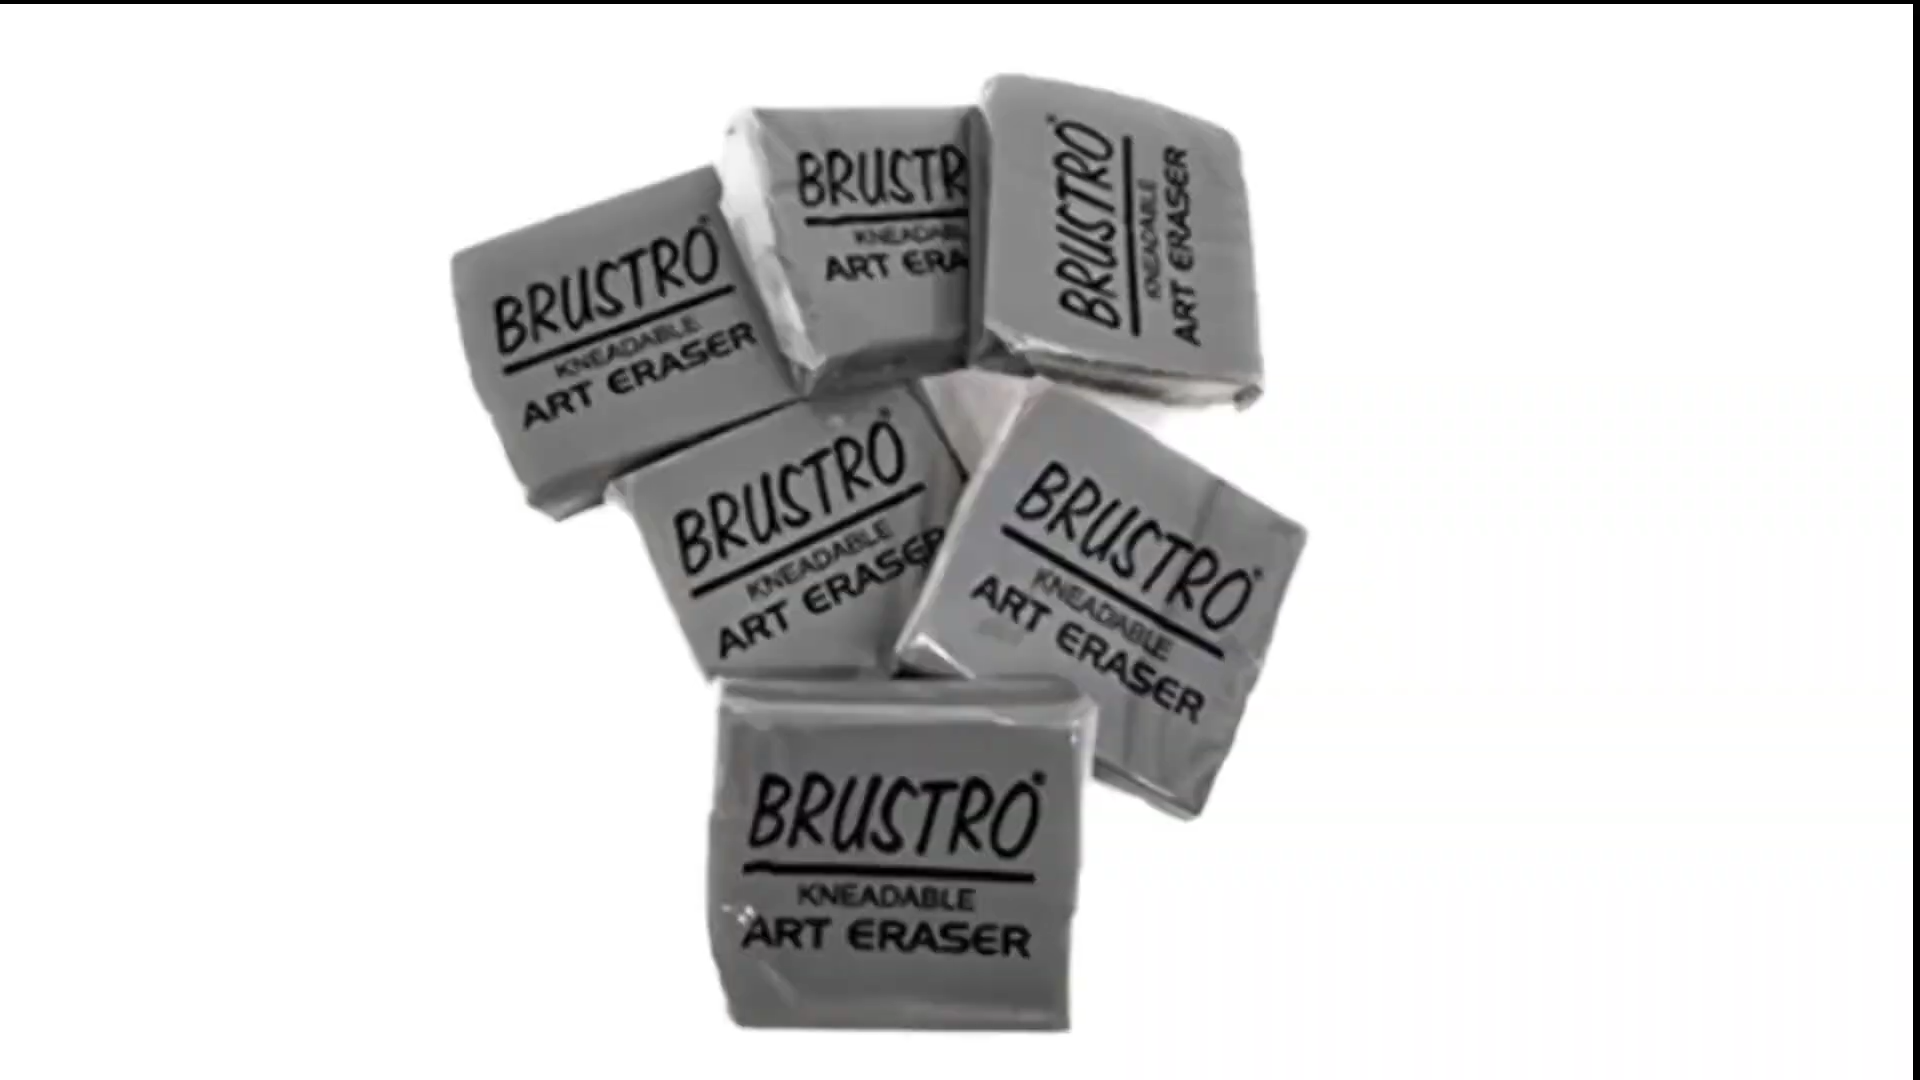 BRUSTRO
KNEADABLE
ART ERASER
BRUSTR
KNEADABL
ART ERA
BRUSTRO
KNEADABLE
ART ERASER
BRUSTRO
KNEADABLE
ART ERASER
BRUSTRO
KNEADABLE
ART ERASER
BRUSTRO
KNEADABLE
ART ERASER